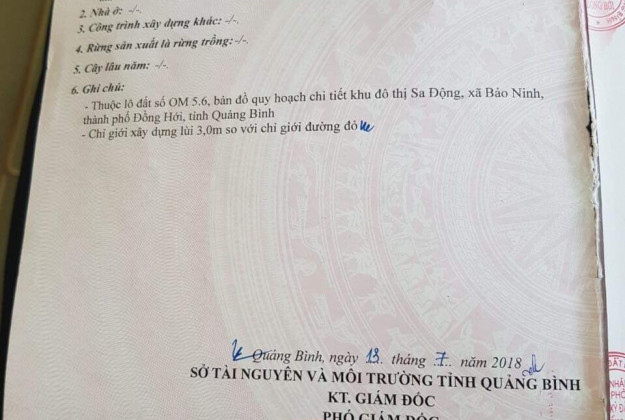 2. Nhà ở: -/-.
3. Công trình xây dựng khác: -/-.
4. Rừng sản xuất là rừng trồng: -/-.
5. Cây lâu năm: -/-.
6. Ghi chú:
- Thuộc lô đất số OM 5.6, bản đồ quy hoạch chi tiết khu đô thị Sa Động, xã Bảo Ninh,
thành phố Đồng Hới, tỉnh Quảng Bình
- Chỉ giới xây dựng lùi 3,0m so với chỉ giới đường đỏ
Quảng Bình, ngày 13. tháng .7.. năm 2018
SỞ TÀI NGUYÊN VÀ MÔI TRƯỜNG TỈNH QUẢNG BÌNH
KT. GIÁM ĐỐC
PHÓ GIÁM ĐỐC